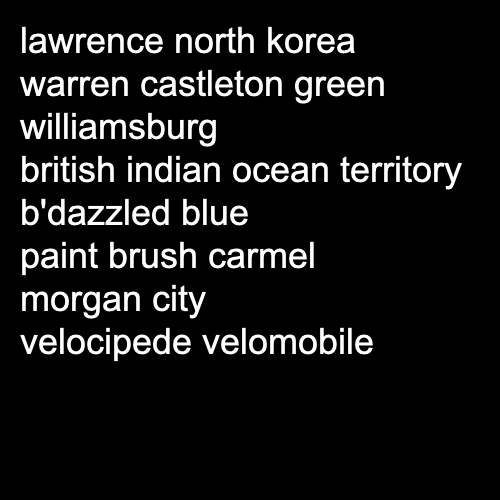 lawrence north korea
warren castleton green
williamsburg
british indian ocean territory
b'dazzled blue
paint brush carmel
morgan city
velocipede velomobile